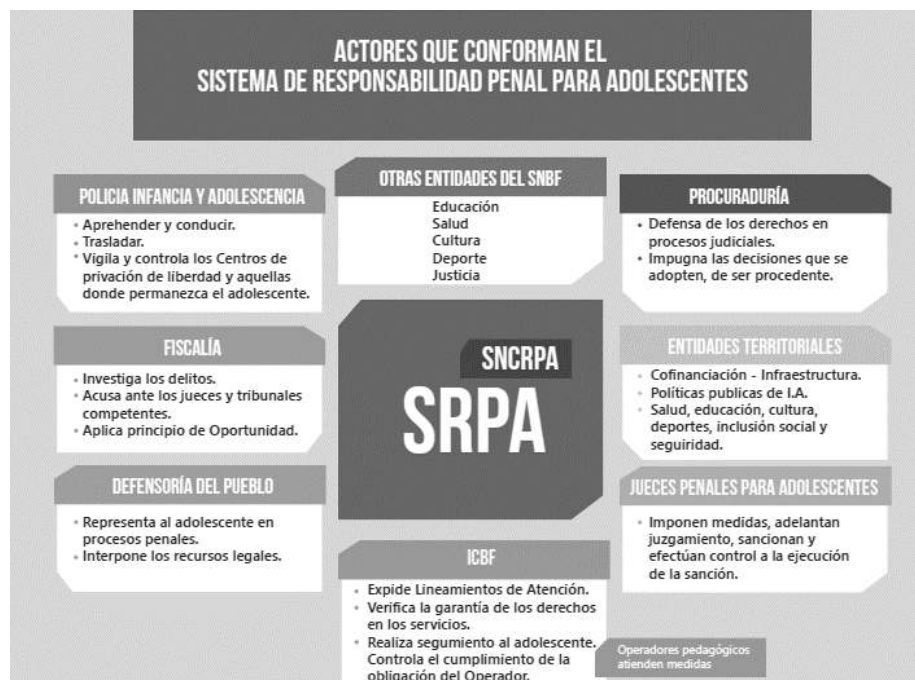 ACTORES QUE CONFORMAN EL
SISTEMA DE RESPONSABILIDAD PENAL PARA ADOLESCENTES
POLICIA INFANCIA Y ADOLESCENCIA
• Aprehender y conducir.
• Trasladar.
• Vigila y controla los Centros de
privación de liberdad y aquellas
donde permanezca el adolescente.
OTRAS ENTIDADES DEL SNBF
Educación
Salud
Cultura
Deporte
Justicia
PROCURADURÍA
• Defensa de los derechos en
procesos judiciales.
• Impugna las decisiones que se
adopten, de ser procedente.
FISCALÍA
• Investiga los delitos.
• Acusa ante los jueces y tribunales
competentes.
• Aplica principio de Oportunidad.
SNCRPA
SRPA
ENTIDADES TERRITORIALES
• Cofinanciación - Infraestructura.
• Políticas publicas de I.A.
• Salud, educación, cultura,
deportes, inclusión social y
seguiridad.
DEFENSORÍA DEL PUEBLO
• Representa al adolescente en
procesos penales.
• Interpone los recursos legales.
JUECES PENALES PARA ADOLESCENTES
• Imponen medidas, adelantan
juzgamiento, sancionan y
efectúan control a la ejecución
de la sanción.
ICBF
• Expide Lineamientos de Atención.
• Verifica la garantía de los derechos
en los servicios.
• Realiza segumiento al adolescente.
Controla el cumplimiento de la
obligación del Operador.
Operadores pedagógicos
atienden medidas